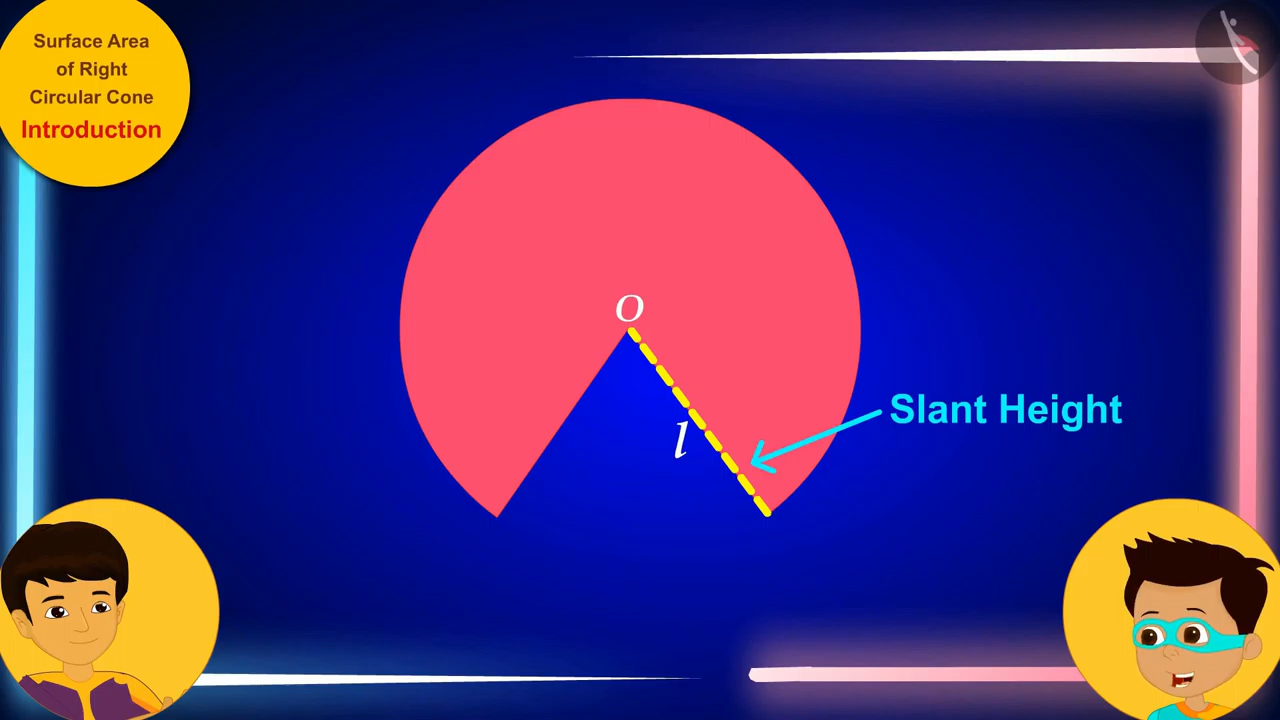 Surface Area
of Right
Circular Cone
Introduction
O
l
Slant Height